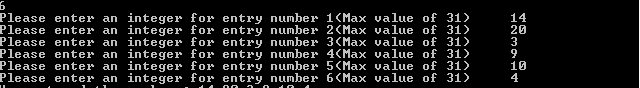 6
Please enter an integer for entry number 1(Max value of 31) 14
Please enter an integer for entry number 2(Max value of 31) 20
Please enter an integer for entry number 3(Max value of 31) 3
Please enter an integer for entry number 4(Max value of 31) 9
Please enter an integer for entry number 5(Max value of 31) 10
Please enter an integer for entry number 6(Max value of 31) 4